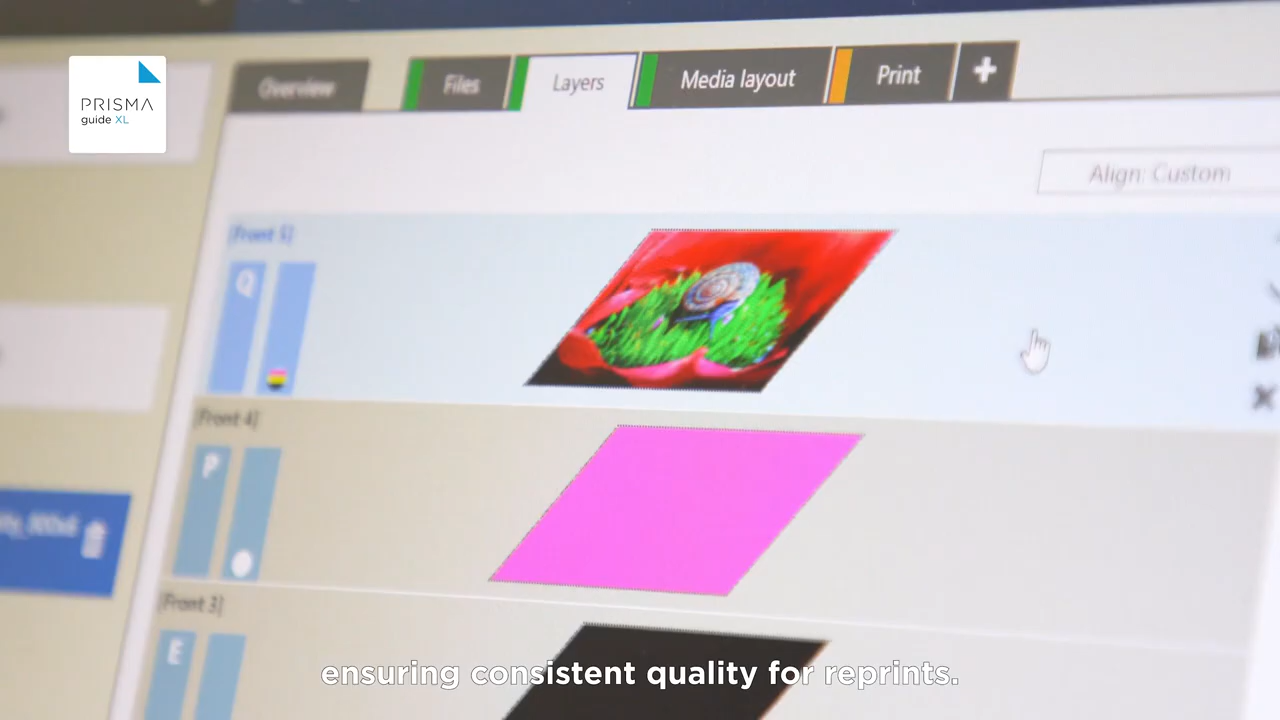 PRISMA
guide XL
Overview
Files
Layers
Media layout
Print
Align: Custom
[Front 5]
Q
[Front 4]
P
[Front 3]
E
ensuring consistent quality for reprints.